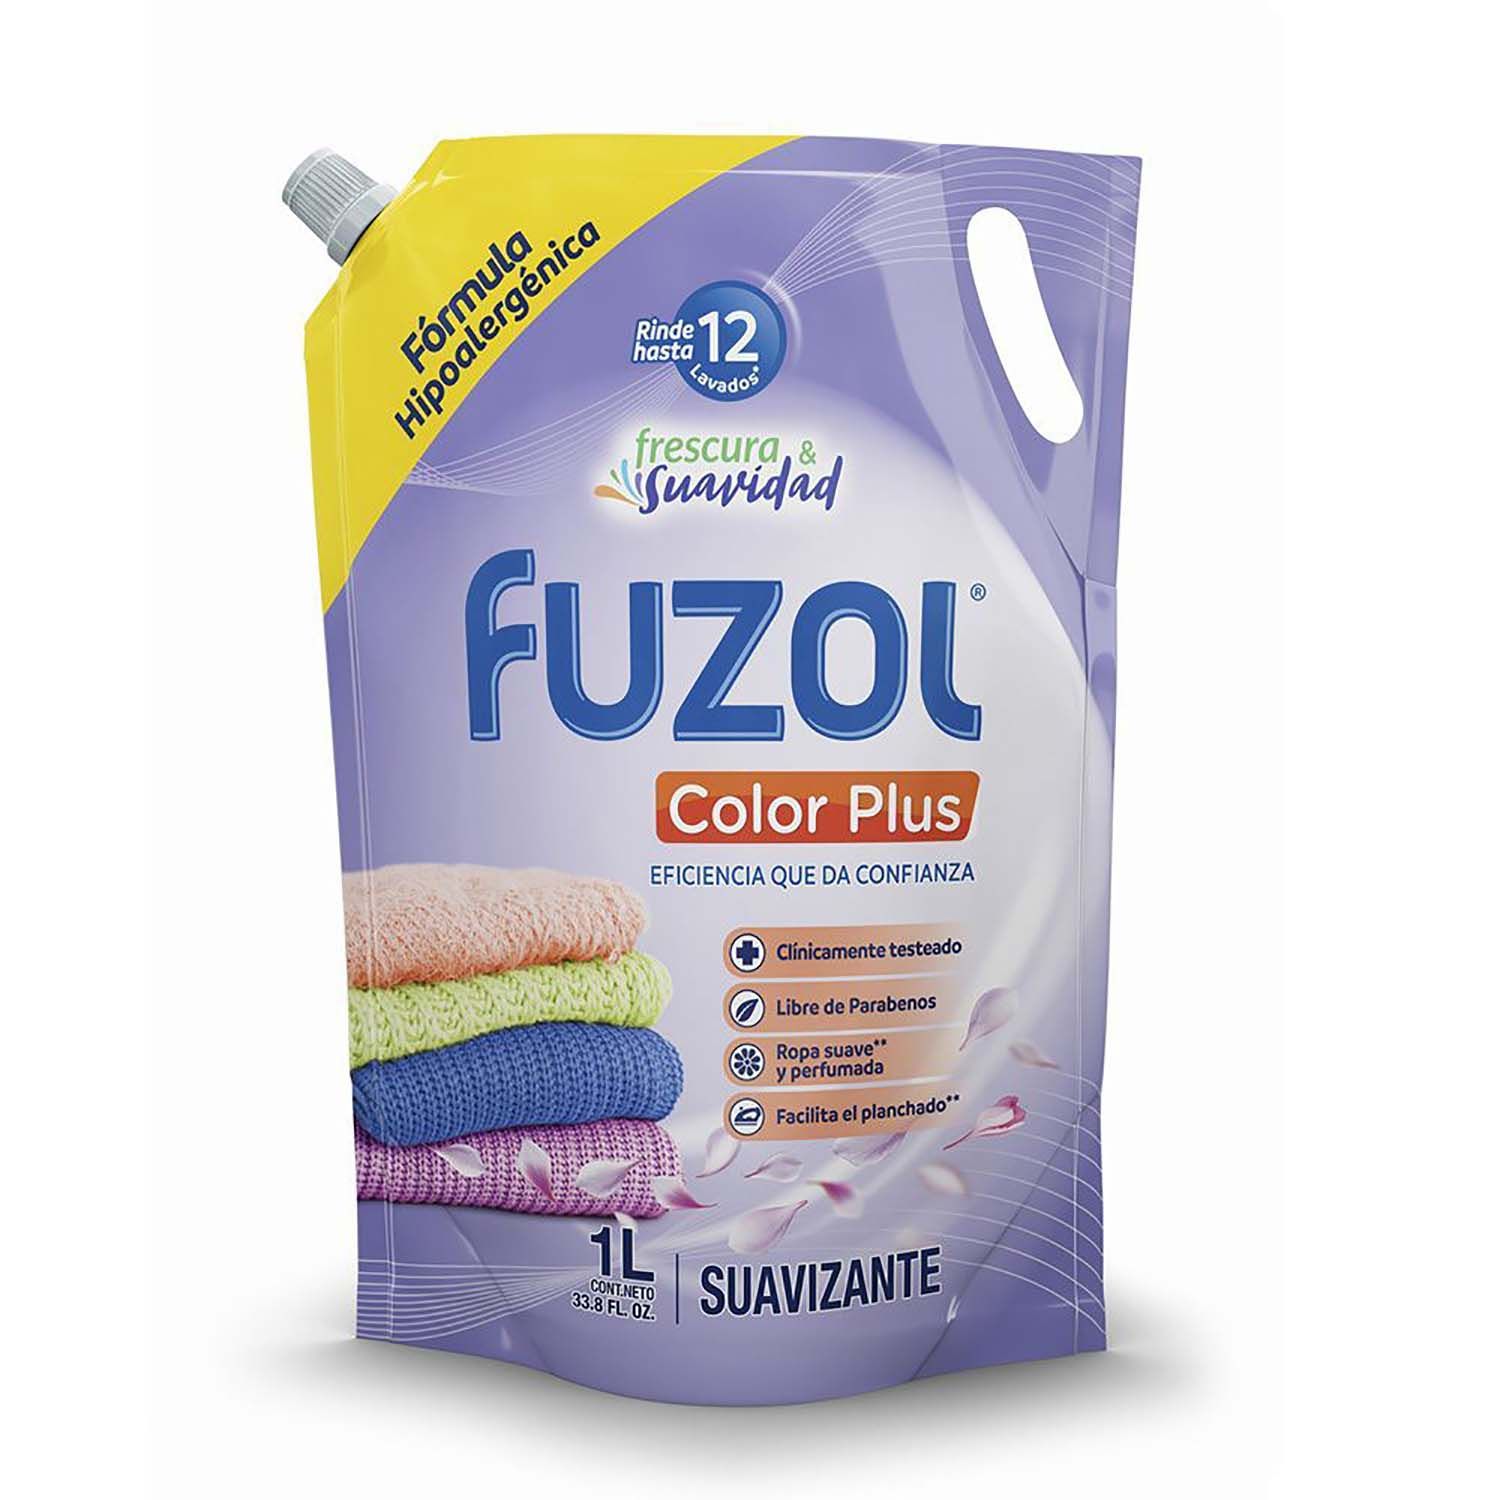 Fórmula
Hipoalergénica
Rinde
hasta 12
Lavados*
frescura &
Suavidad
FUZOL®
Color Plus
EFICIENCIA QUE DA CONFIANZA
Clínicamente testeado
Libre de Parabenos
Ropa suave**
y perfumada
Facilita el planchado**
1L
CONT.NETO
33.8 FL. OZ.
SUAVIZANTE